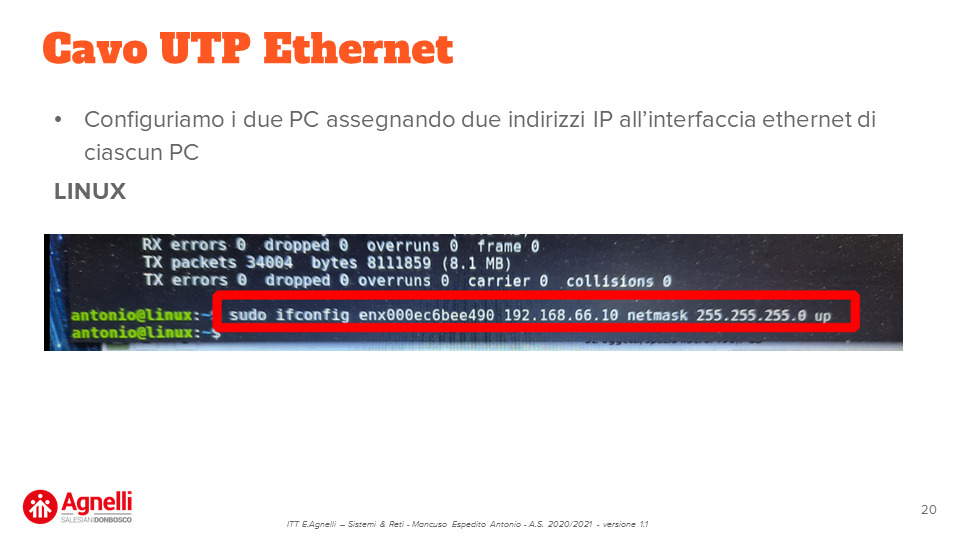 Cavo UTP Ethernet
• Configuriamo i due PC assegnando due indirizzi IP all'interfaccia ethernet di
ciascun PC
LINUX
RX errors 0 dropped 0 overruns 0 frame 0
TX packets 34004 bytes 8111859 (8.1 MB)
TX errors 0 dropped 0 overruns 0 carrier 0 collisions 0
antonio@linux:~ sudo ifconfig enx000ec6bee490 192.168.66.10 netmask 255.255.255.0 up
antonio@linux:~$
Agnelli
SALESIANI DONBOSCO
ITT E.Agnelli – Sistemi & Reti - Mancuso Espedito Antonio - A.S. 2020/2021 - versione 1.1
20